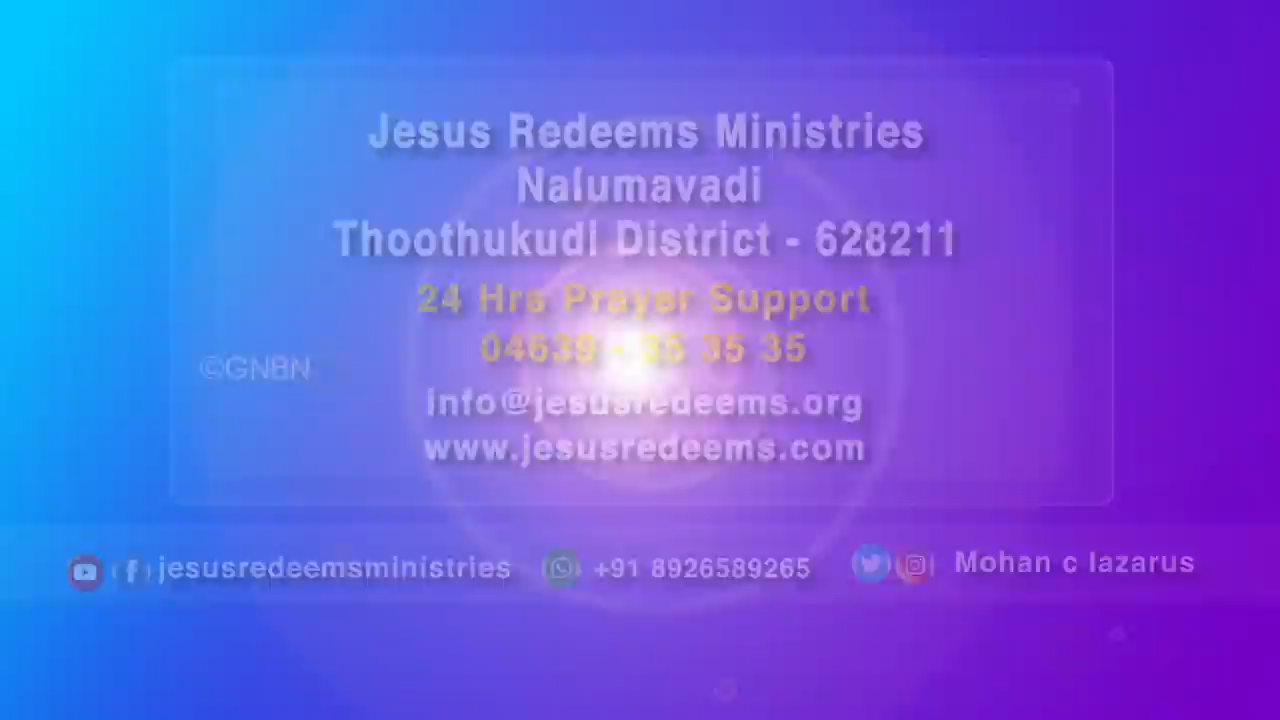 Jesus Redeems Ministries
Nalumavadi
Thoothukudi District - 628211
24 Hrs Prayer Support
04639 - 35 35 35
©GNBN
info@jesusredeems.org
www.jesusredeems.com
jesusredeemsministries +91 8926589265 Mohan c lazarus